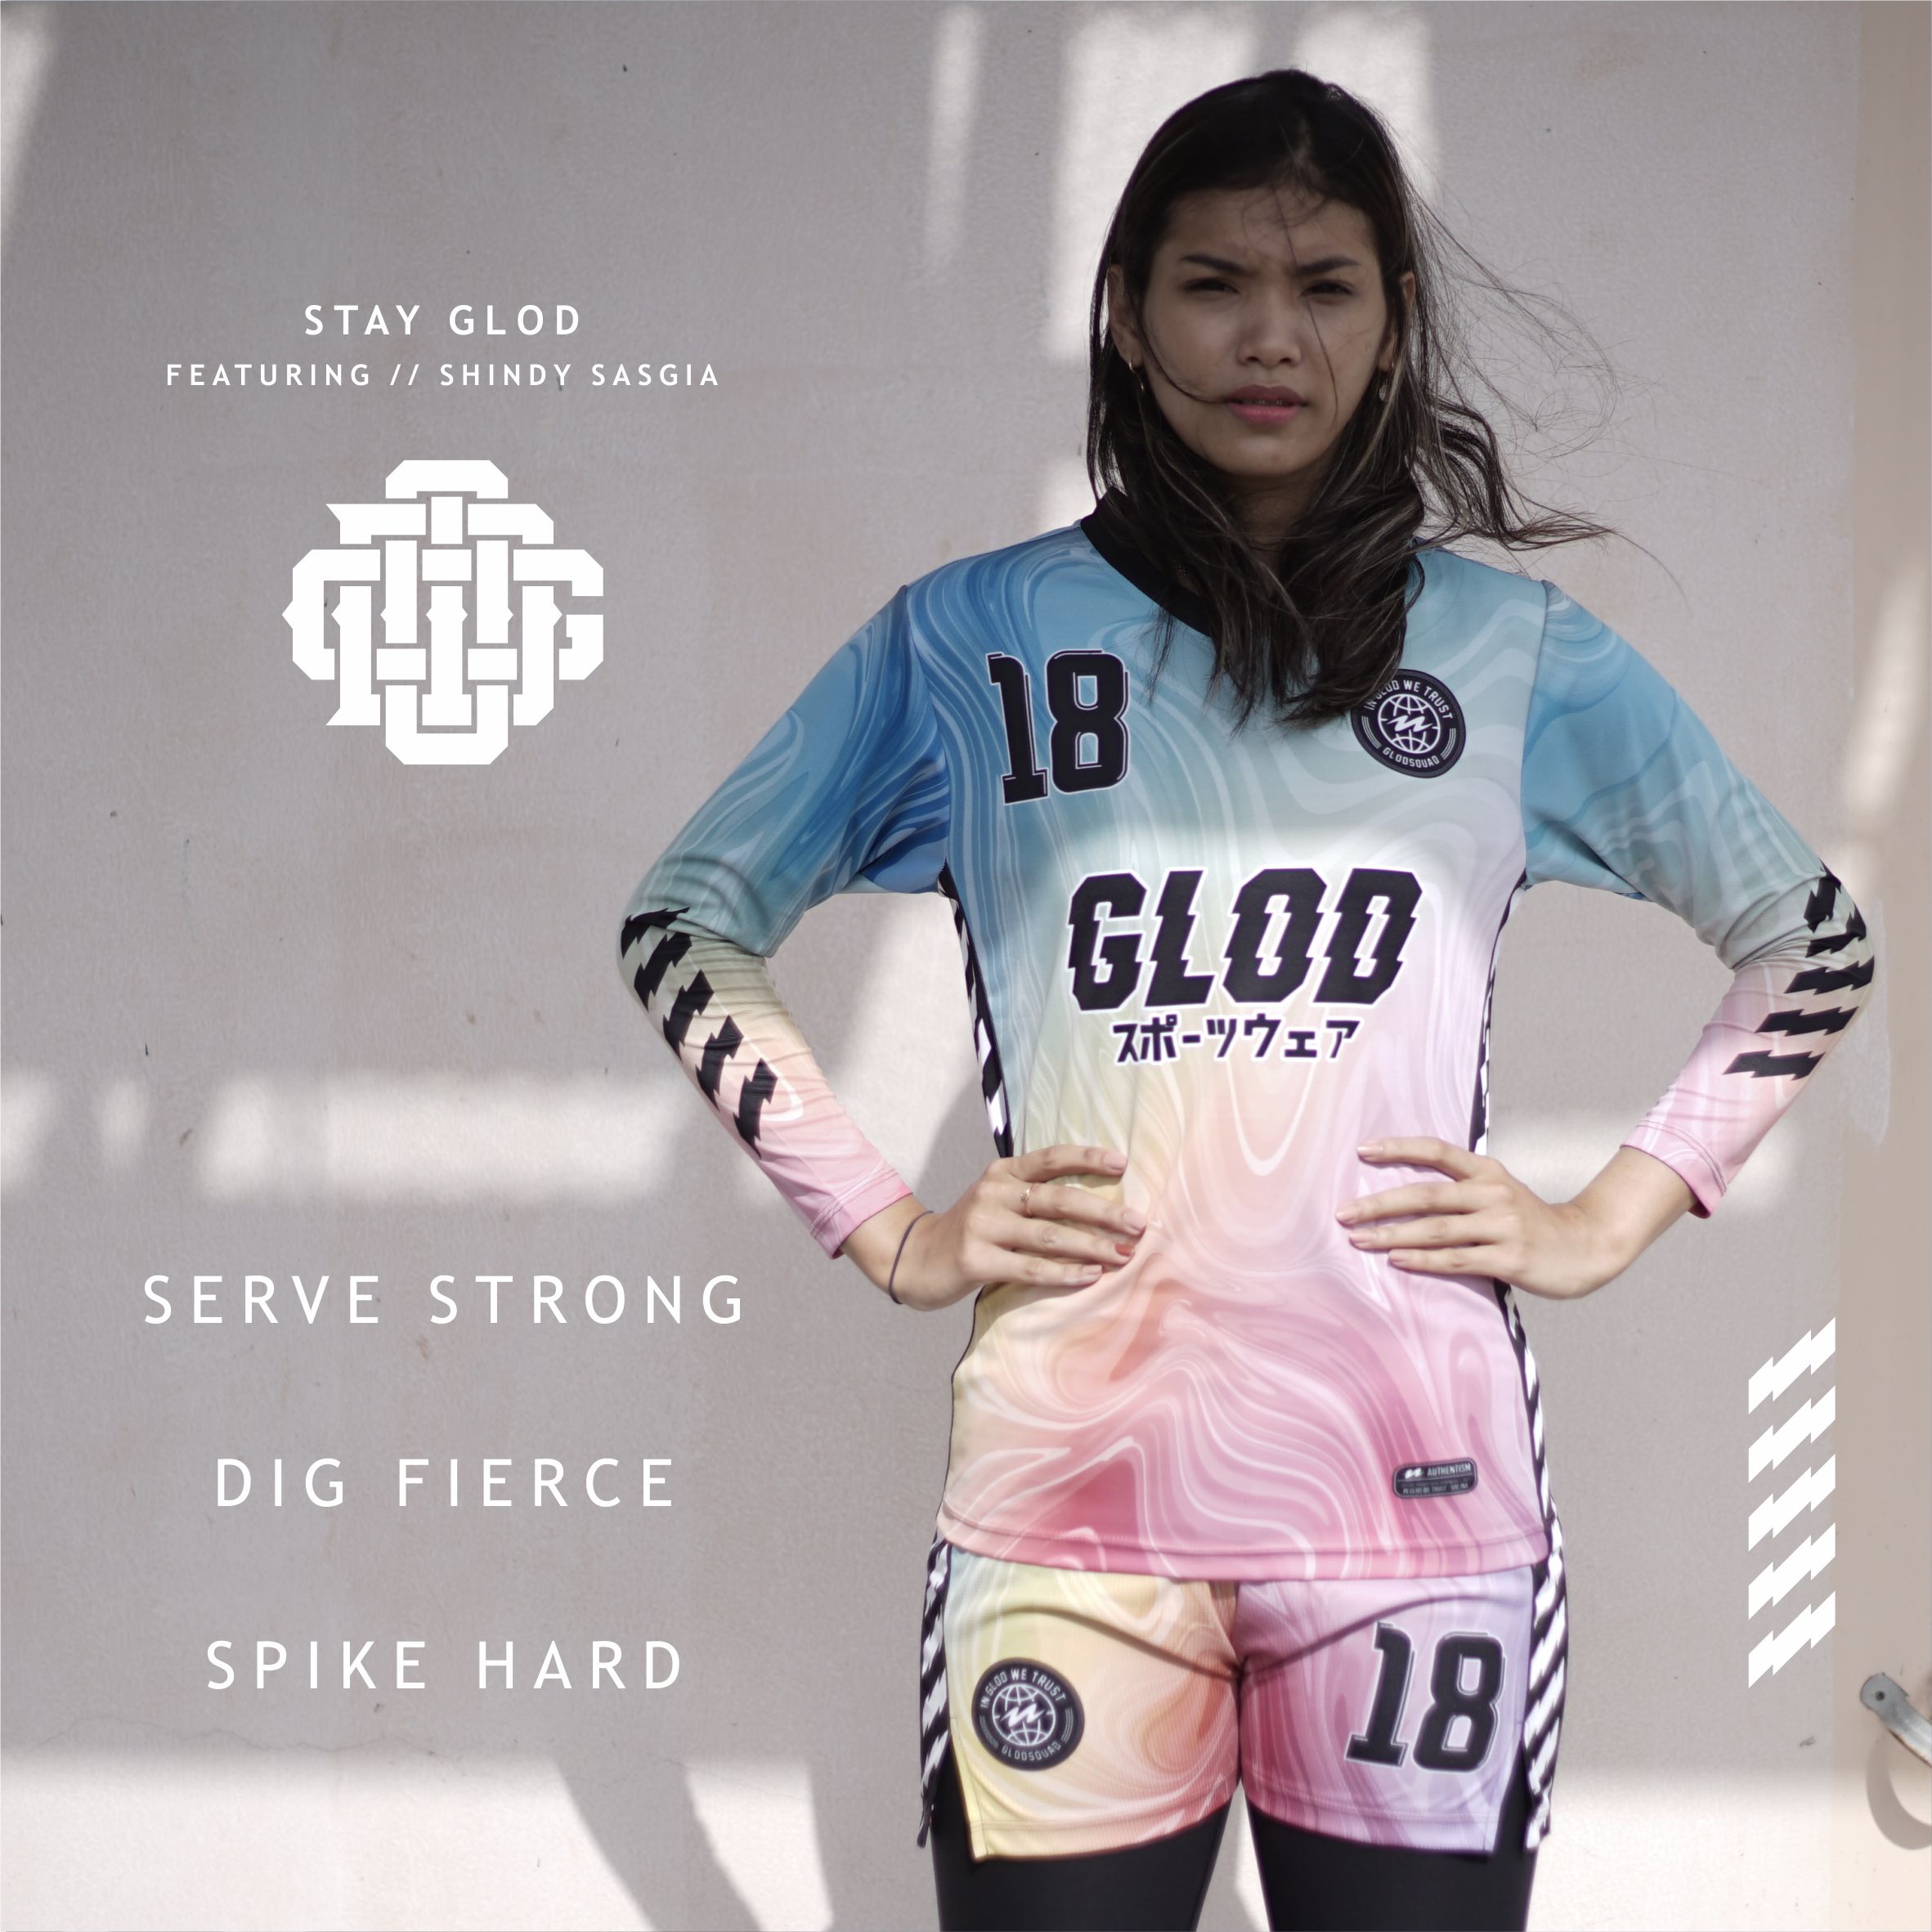 STAY GLOD
FEATURING // SHINDY SASGIA
18
IN GLOD WE TRUST
GLODSQUAD
GLOD
スポーツウェア
SERVE STRONG
DIG FIERCE
SPIKE HARD
AUTHENTISM
IN GLOD WE TRUST
GLODSQUAD
18